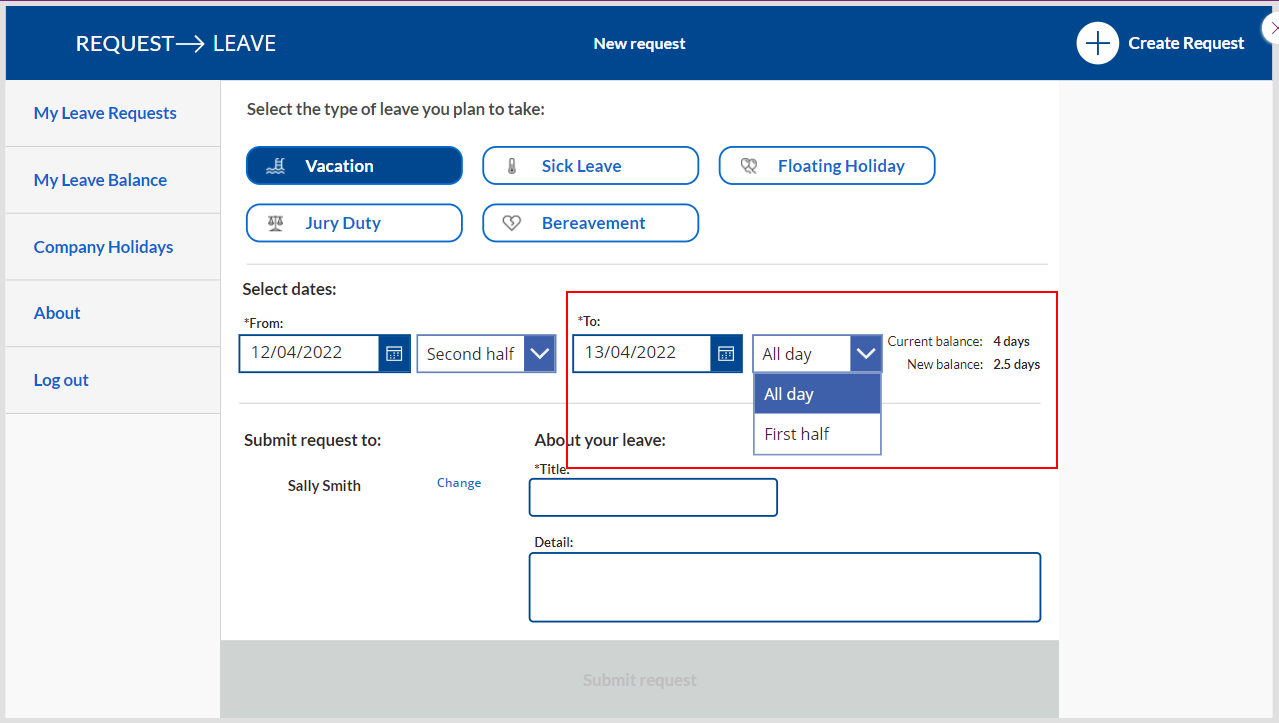 REQUEST→ LEAVE
New request
Create Request
My Leave Requests
My Leave Balance
Company Holidays
About
Log out
Select the type of leave you plan to take:
Vacation
Sick Leave
Floating Holiday
Jury Duty
Bereavement
Select dates:
*From:
12/04/2022
Second half
*To:
13/04/2022
All day
All day
First half
Current balance: 4 days
New balance: 2.5 days
Submit request to:
Sally Smith
Change
About your leave:
*Title:
Detail:
Submit request